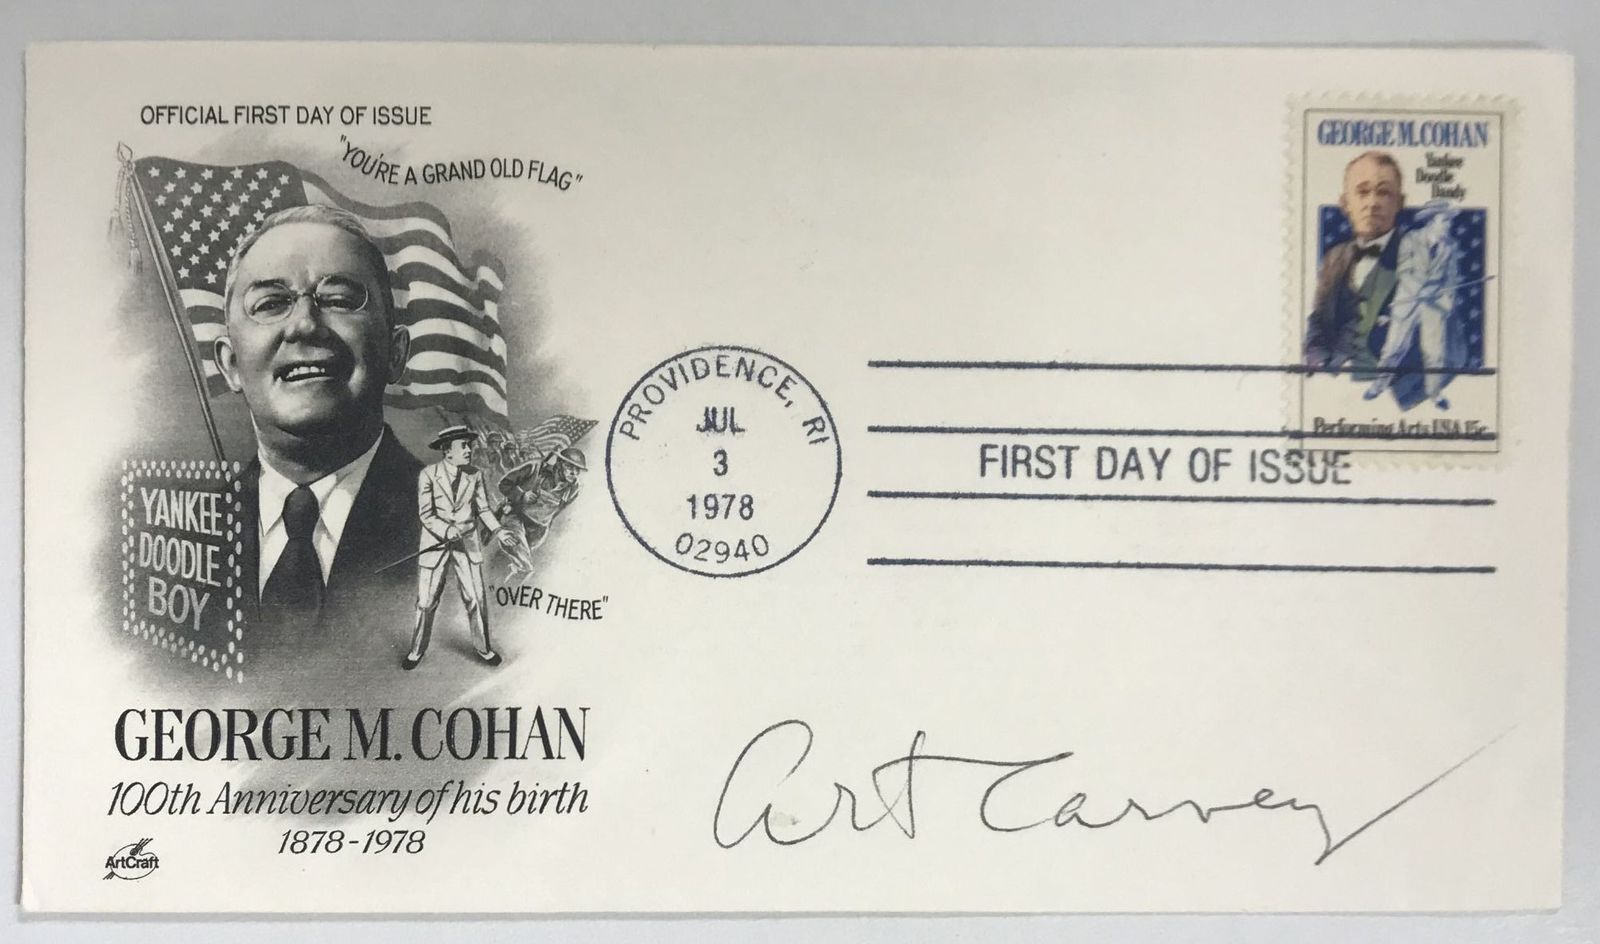 OFFICIAL FIRST DAY OF ISSUE
"YOU'RE A GRAND OLD FLAG"
YANKEE
DOODLE
BOY
"OVER THERE"
GEORGE M. COHAN
100th Anniversary of his birth
1878-1978
ArtCraft
PROVIDENCE, RI
JUL
3
1978
02940
FIRST DAY OF ISSUE
GEORGE M. COHAN
Yankee
Doodle
Dandy
Performing Arts USA 15c
Art Carney